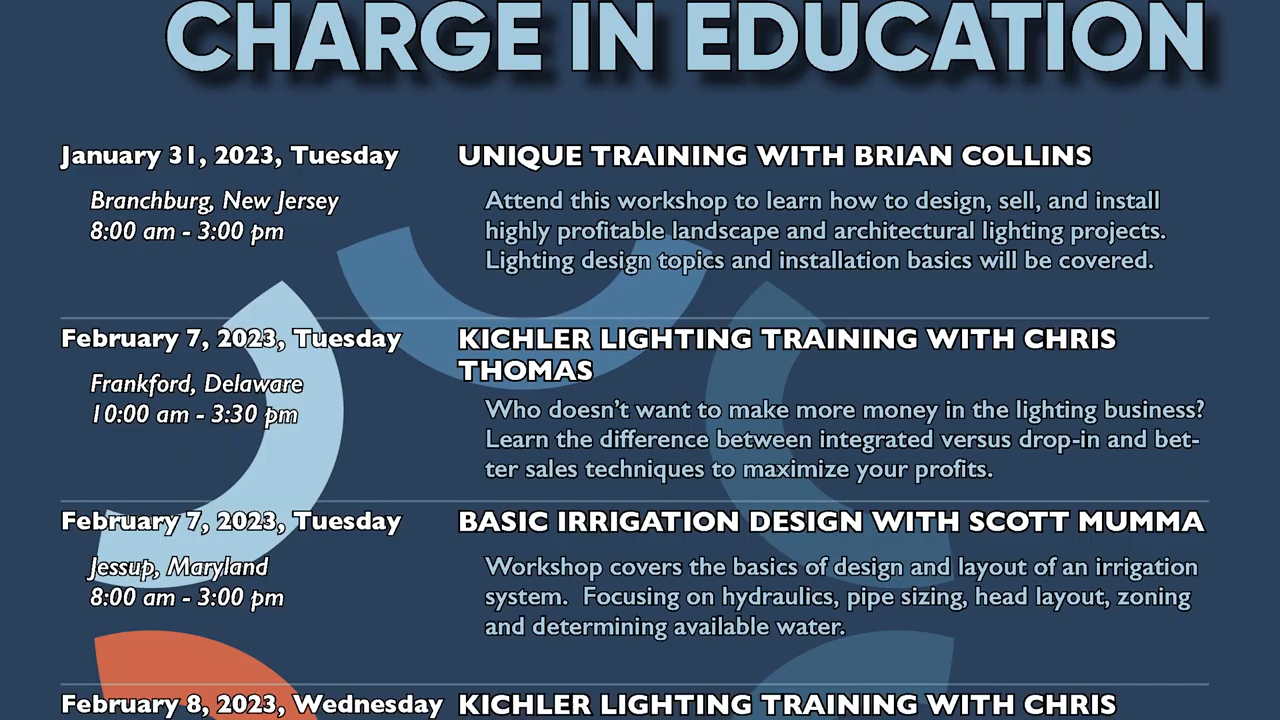 CHARGE IN EDUCATION
January 31, 2023, Tuesday
Branchburg, New Jersey
8:00 am - 3:00 pm
UNIQUE TRAINING WITH BRIAN COLLINS
Attend this workshop to learn how to design, sell, and install
highly profitable landscape and architectural lighting projects.
Lighting design topics and installation basics will be covered.
February 7, 2023, Tuesday
Frankford, Delaware
10:00 am - 3:30 pm
KICHLER LIGHTING TRAINING WITH CHRIS
THOMAS
Who doesn’t want to make more money in the lighting business?
Learn the difference between integrated versus drop-in and bet-
ter sales techniques to maximize your profits.
February 7, 2023, Tuesday
Jessup, Maryland
8:00 am - 3:00 pm
BASIC IRRIGATION DESIGN WITH SCOTT MUMMA
Workshop covers the basics of design and layout of an irrigation
system.  Focusing on hydraulics, pipe sizing, head layout, zoning
and determining available water.
February 8, 2023, Wednesday
KICHLER LIGHTING TRAINING WITH CHRIS